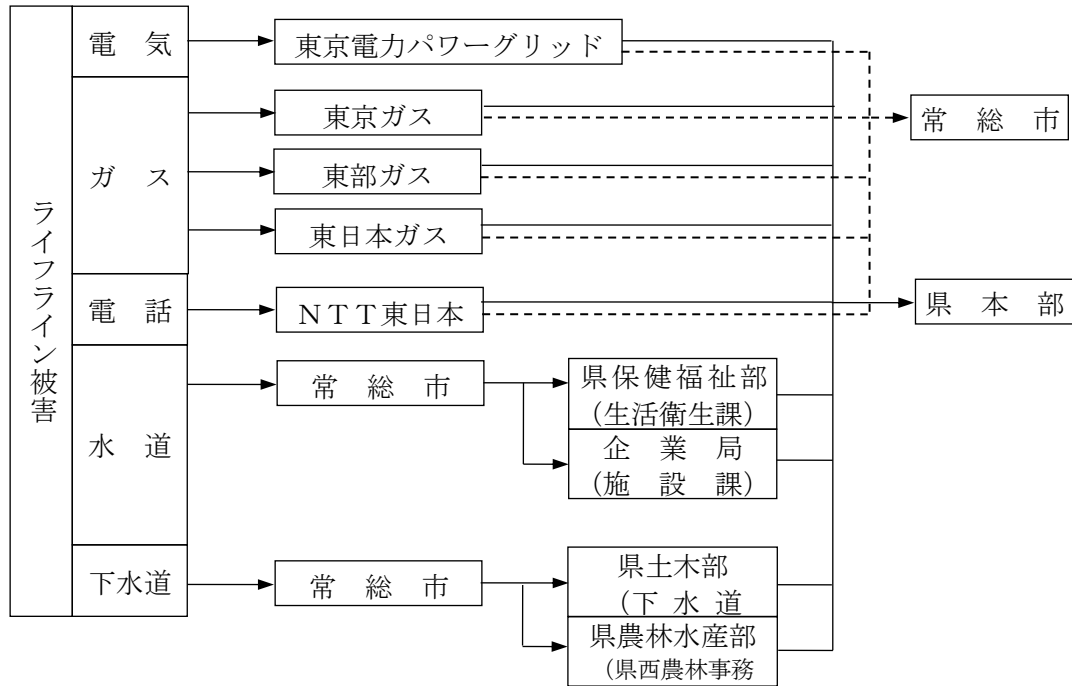 ライフライン被害
電　気
東京電力パワーグリッド
ガ　ス
東京ガス
常　総　市
東部ガス
東日本ガス
電　話
ＮＴＴ東日本
県　本　部
水　道
常　総　市
県保健福祉部
(生活衛生課)
企　業　局
(施　設　課)
下水道
常　総　市
県土木部
(下 水 道
県農林水産部
(県西農林事務